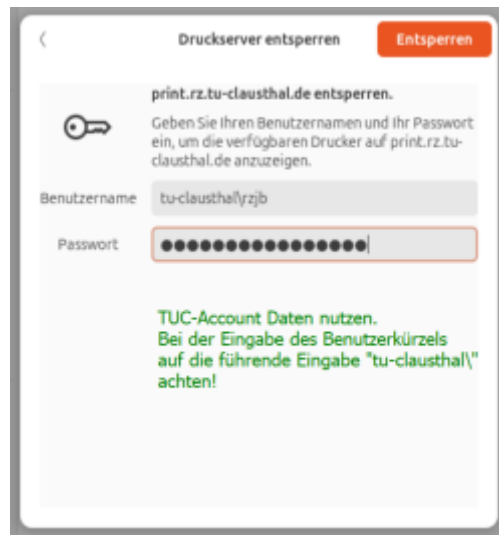 Druckserver entsperren
Entsperren
print.rz.tu-clausthal.de entsperren.
Geben Sie Ihren Benutzernamen und Ihr Passwort
ein, um die verfügbaren Drucker auf print.rz.tu-
clausthal.de anzuzeigen.
Benutzername tu-clausthal\rzjb
Passwort ●●●●●●●●●●●●●●●●
TUC-Account Daten nutzen.
Bei der Eingabe des Benutzerkürzels
auf die führende Eingabe "tu-clausthal\"
achten!